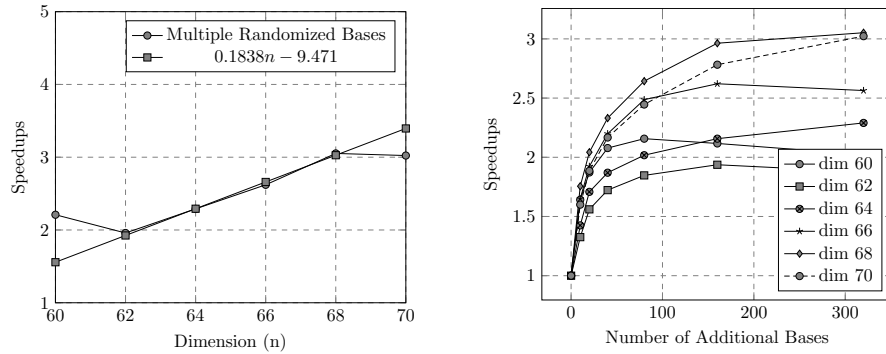 5
4
3
2
1
60
62
64
66
68
70
Speedups
Dimension (n)
Multiple Randomized Bases
0.1838n − 9.471
3
2.5
2
1.5
1
0
100
200
300
Speedups
Number of Additional Bases
dim 60
dim 62
dim 64
dim 66
dim 68
dim 70